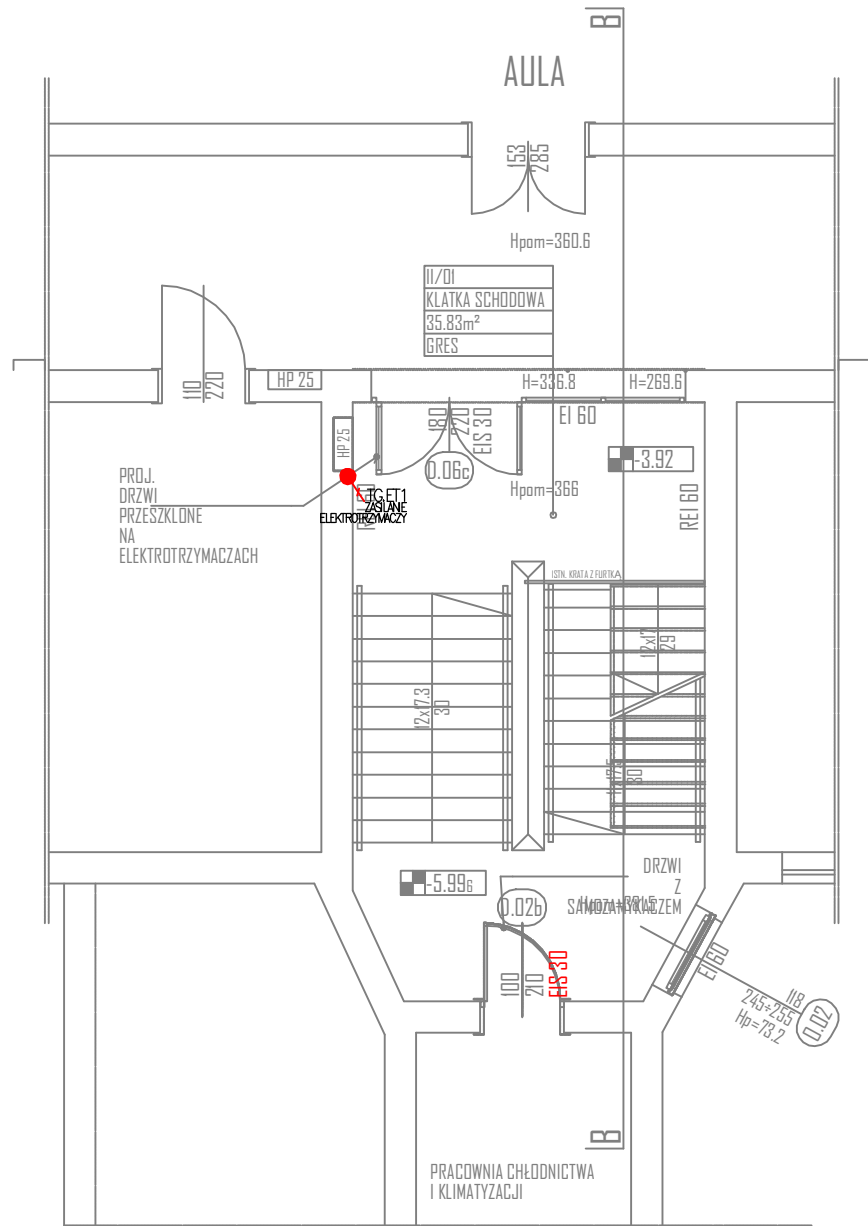 B
AULA
153
285
Hpom=360.6
II/01
KLATKA SCHODOWA
35.83m²
GRES
110
220
HP 25
H=336.8
H=269.6
180
220
EIS 30
EI 60
HP 25
0.06c
-3.92
Hpom=366
PROJ.
DRZWI
PRZESZKLONE
NA
ELEKTROTRZYMACZACH
TG.ET1
ZASILANIE
ELEKTROTRZYMACZY
REI 60
ISTN. KRATA Z FURTKĄ
12x17
29
12x17.3
30
30
-5.99₆
DRZWI
Z
SAMOZAMYKACZEM
0.02b
100
210
EIS 30
EI 60
118
245÷255
Hp=73.2
0.02
B
PRACOWNIA CHŁODNICTWA
I KLIMATYZACJI